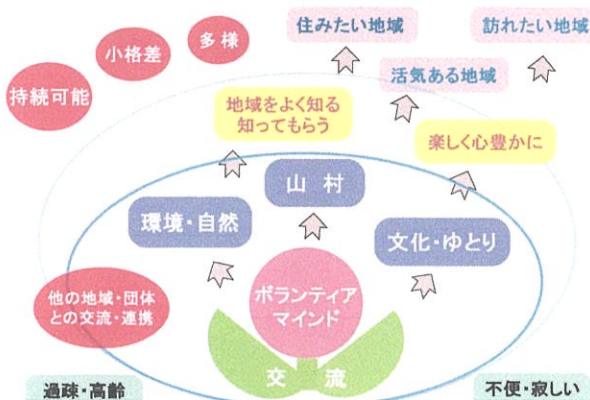 多様
小格差
持続可能
住みたい地域
訪れたい地域
活気ある地域
地域をよく知る
知ってもらう
楽しく心豊かに
山村
環境・自然
文化・ゆとり
他の地域・団体
との交流・連携
ボランティア
マインド
交流
過疎・高齢
不便・寂しい